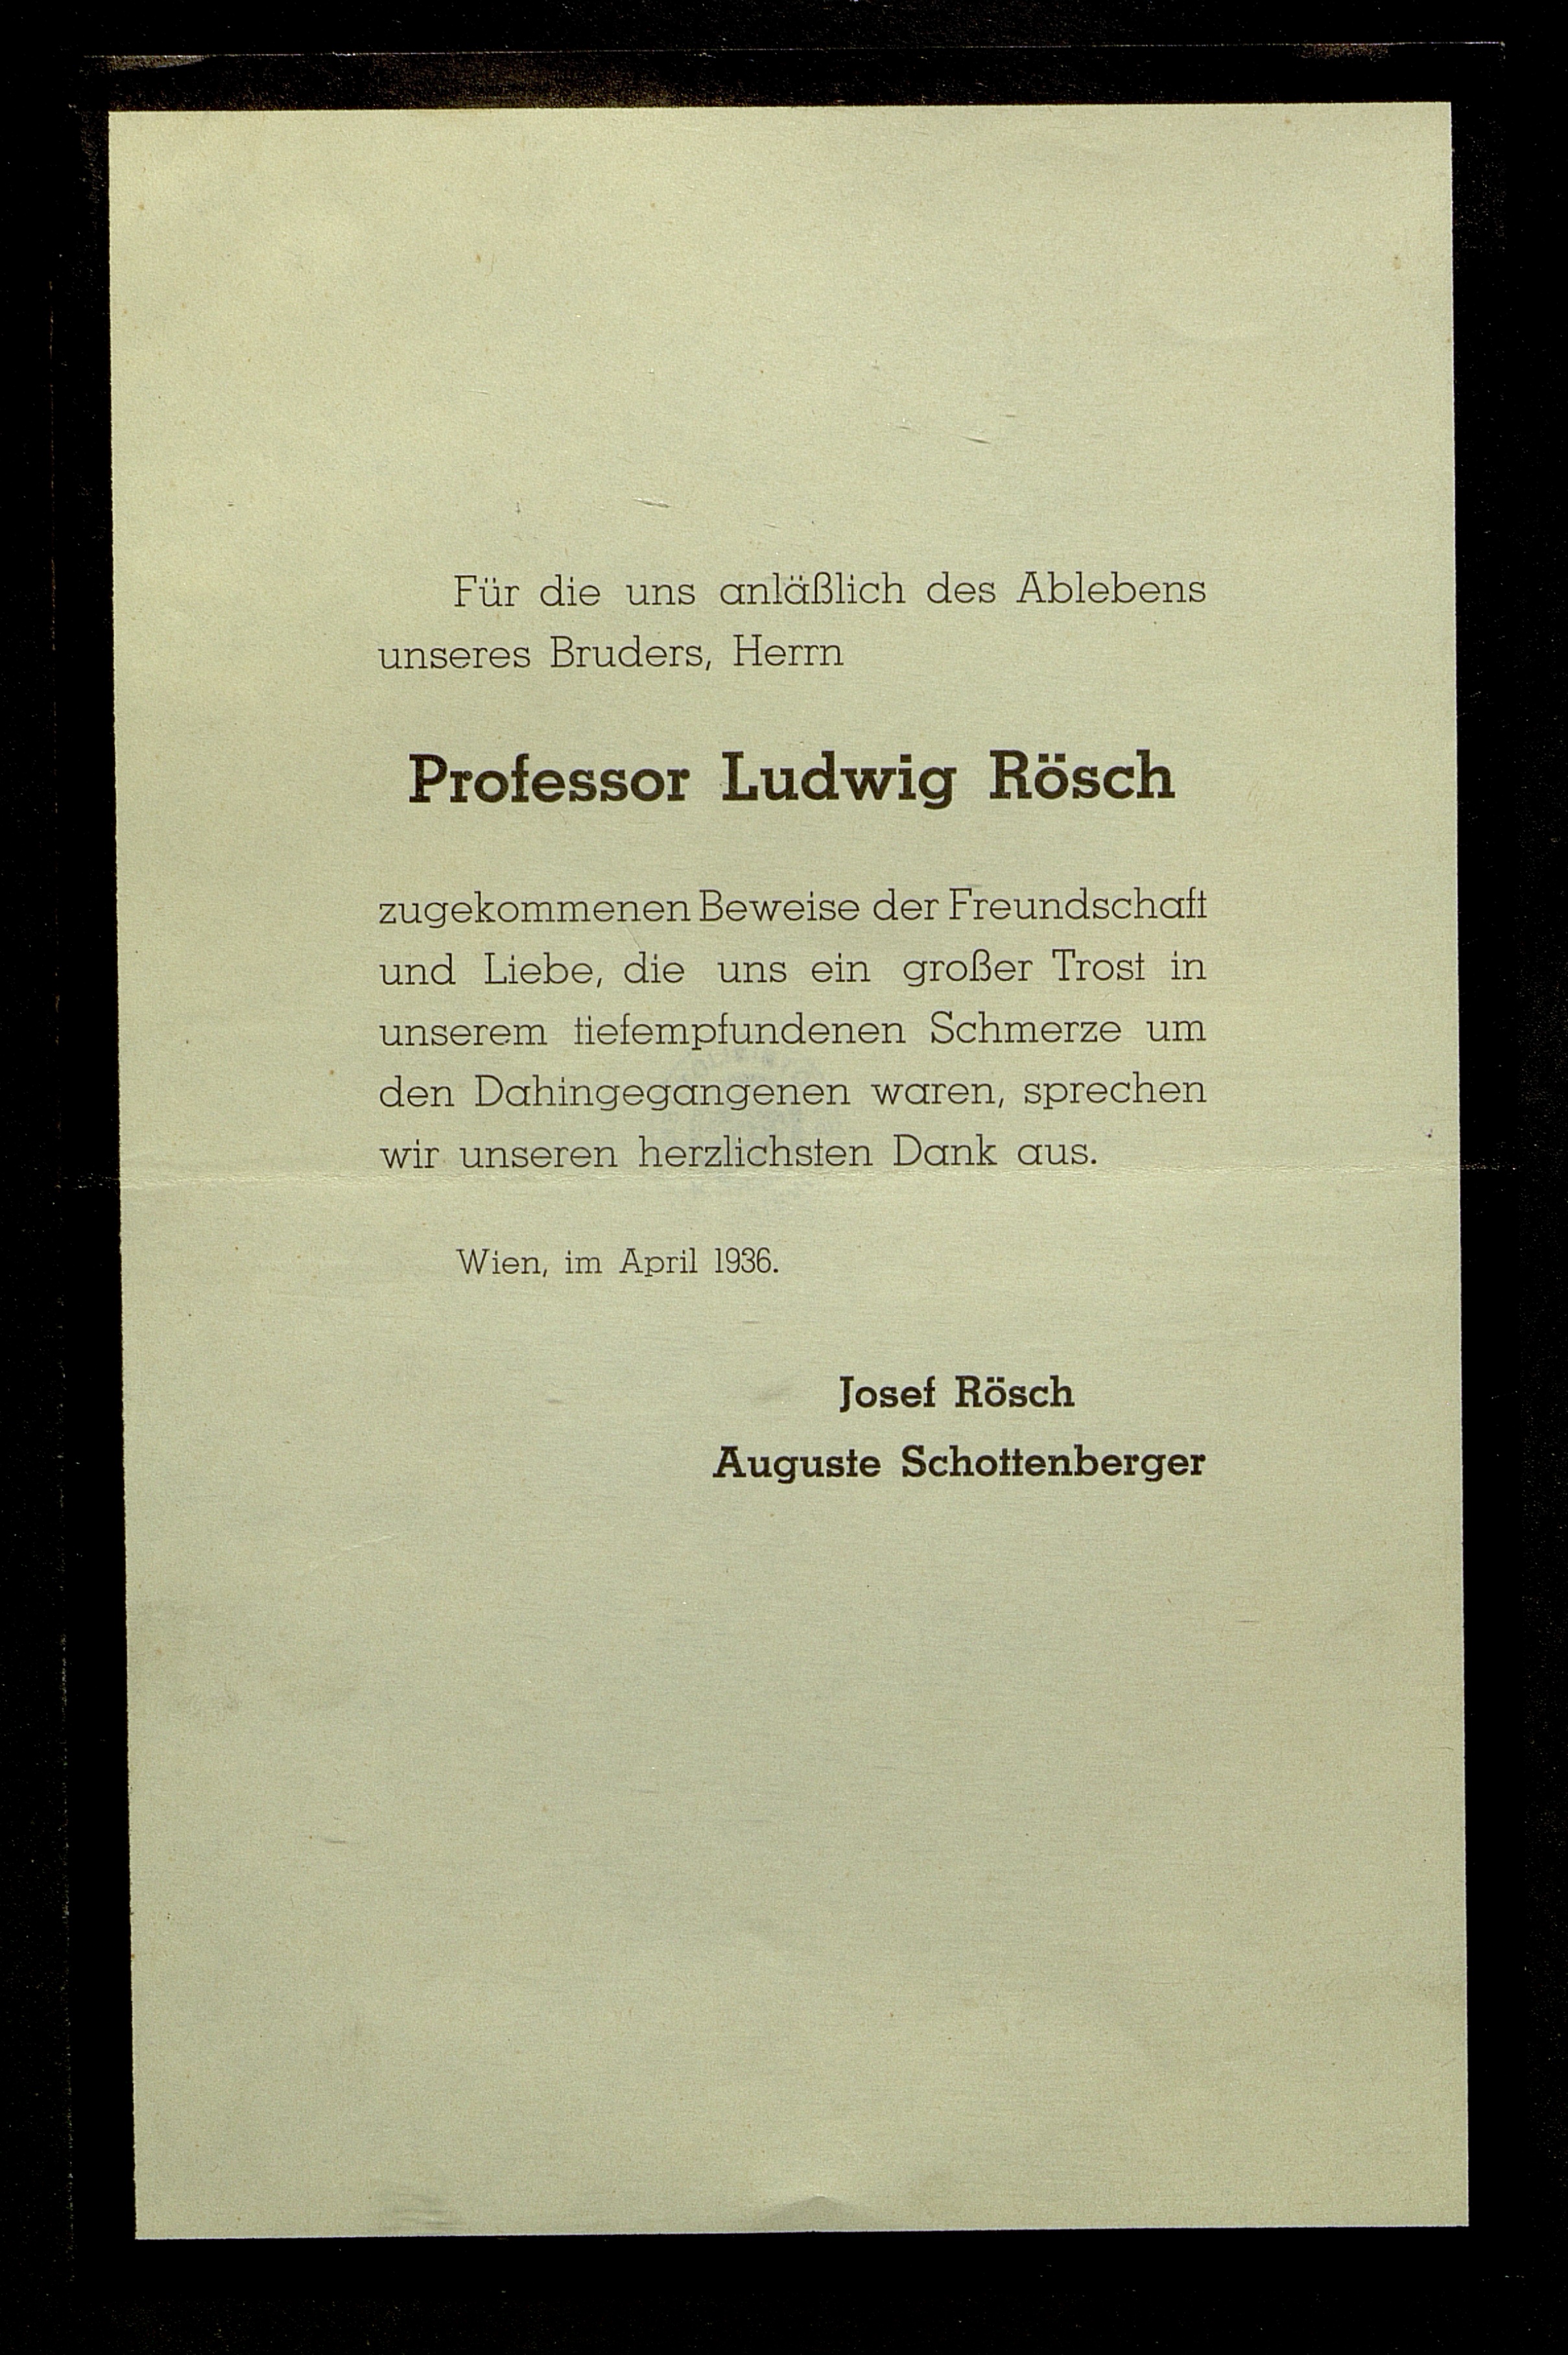 Für die uns anläßlich des Ablebens
unseres Bruders, Herrn
Professor Ludwig Rösch
zugekommenen Beweise der Freundschaft
und Liebe, die uns ein großer Trost in
unserem tiefempfundenen Schmerze um
den Dahingegangenen waren, sprechen
wir unseren herzlichsten Dank aus.
Wien, im April 1936.
Josef Rösch
Auguste Schottenberger